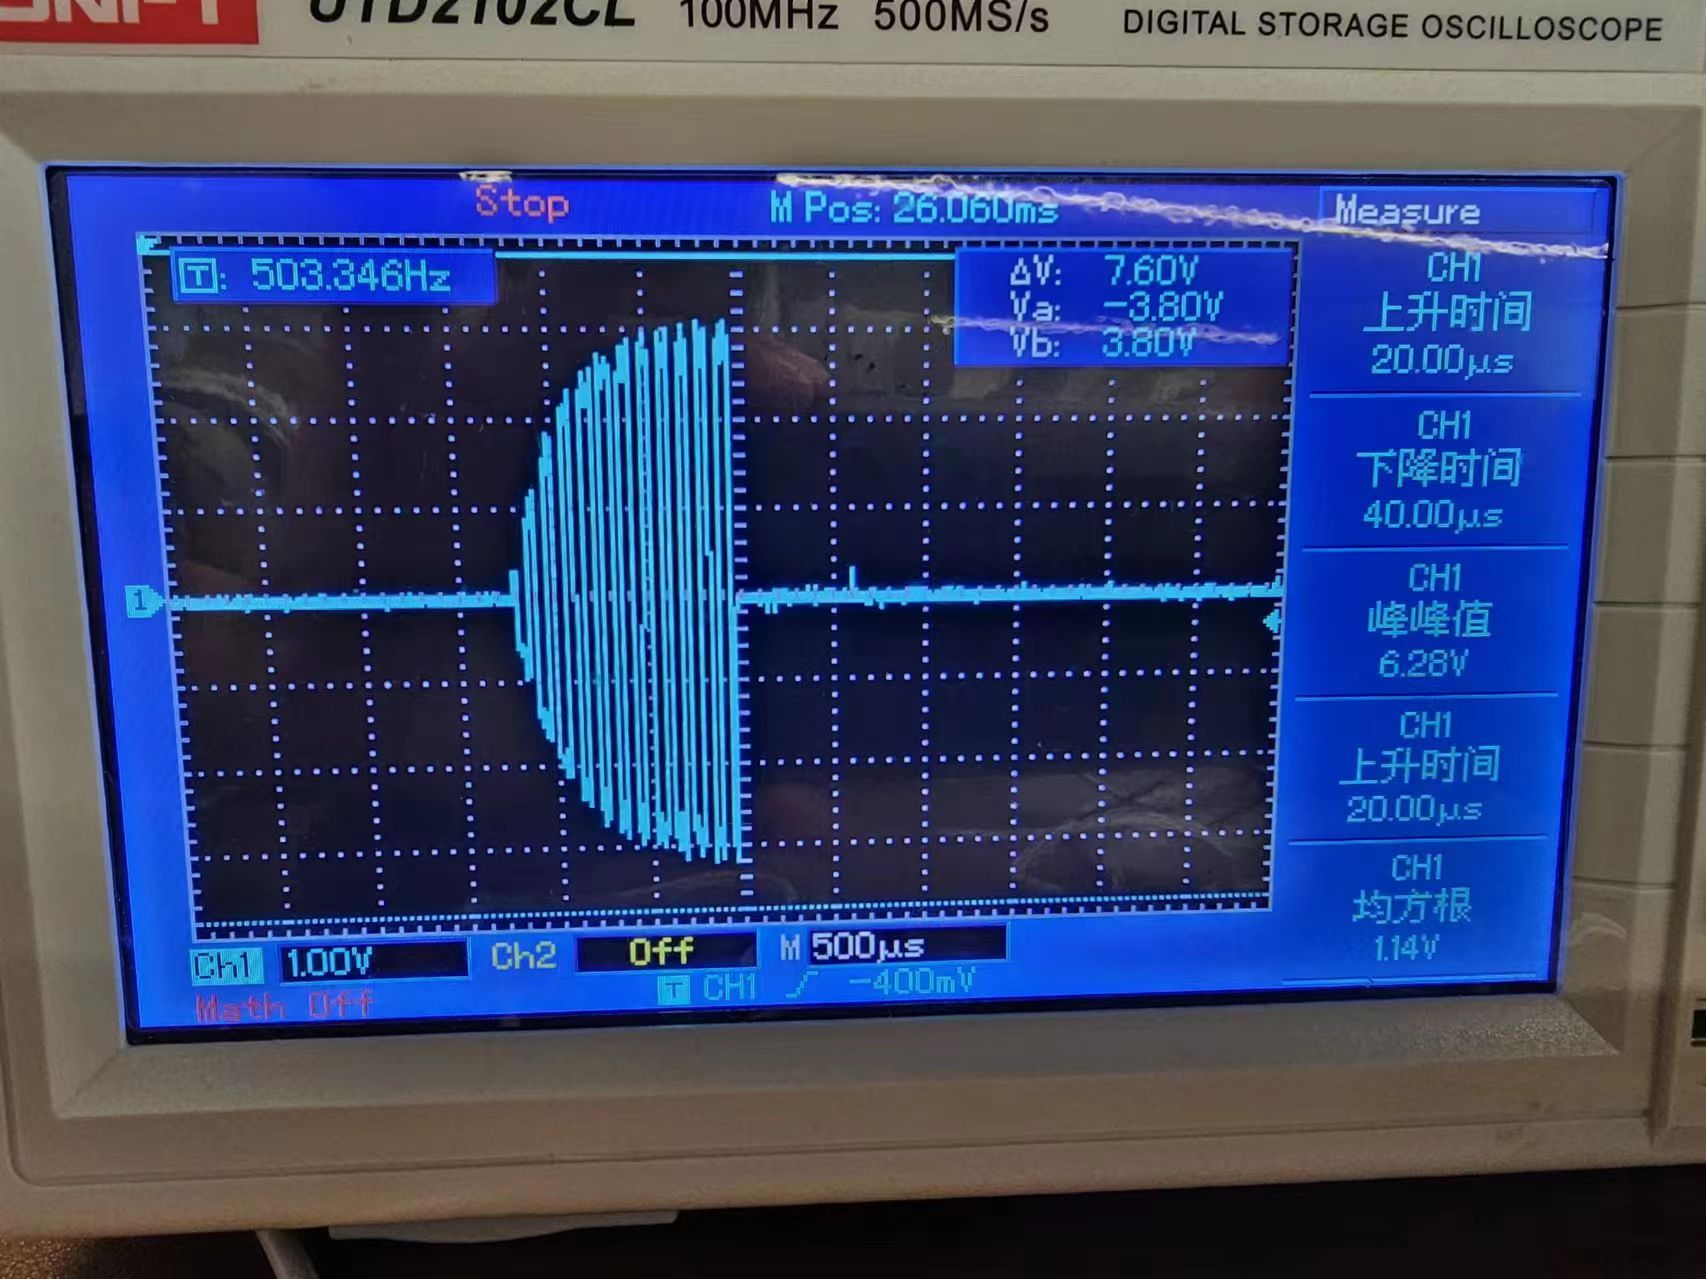 UTD2102CL 100MHz 500MS/s DIGITAL STORAGE OSCILLOSCOPE
Stop M Pos: 26.060ms Measure
T: 503.346Hz
ΔV: 7.60V
Va: -3.80V
Vb: 3.80V
CH1
上升时间
20.00μs
CH1
下降时间
40.00μs
1
CH1
峰峰值
6.28V
CH1
上升时间
20.00μs
CH1
均方根
1.14V
Ch1 1.00V Ch2 Off M 500μs
T CH1 -400mV
Math Off